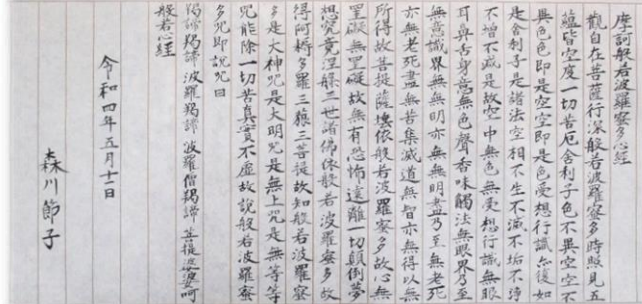 摩訶般若波羅蜜多心経
觀自在菩薩行深般若波羅蜜多時照見五
蘊皆空度一切苦厄舎利子色不異空空不
異色色即是空空即是色受想行識亦復如
是舎利子是諸法空相不生不滅不垢不浄
不増不減是故空中無色無受想行識無眼
耳鼻舌身意無色聲香味觸法無眼界乃至
無意識界無無明亦無無明盡乃至無老死
亦無老死盡無苦集滅道無智亦無得以無
所得故菩提薩埵依般若波羅蜜多故心無
罣礙無罣礙故無有恐怖遠離一切顛倒夢
想究竟涅槃三世諸佛依般若波羅蜜多故
得阿耨多羅三藐三菩提故知般若波羅蜜
多是大神咒是大明咒是無上咒是無等等
咒能除一切苦真實不虚故説般若波羅蜜
多咒即説咒曰
羯諦羯諦 波羅羯諦 波羅僧羯諦 菩提娑婆訶
般若心経
令和四年五月十一日
森川節子